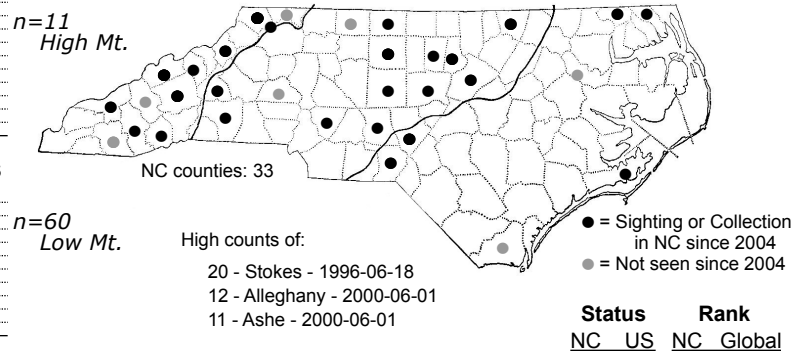 n=11
High Mt.
NC counties: 33
n=60
Low Mt.
High counts of:
20 - Stokes - 1996-06-18
12 - Alleghany - 2000-06-01
11 - Ashe - 2000-06-01
= Sighting or Collection
in NC since 2004
= Not seen since 2004
Status Rank
NC US NC Global